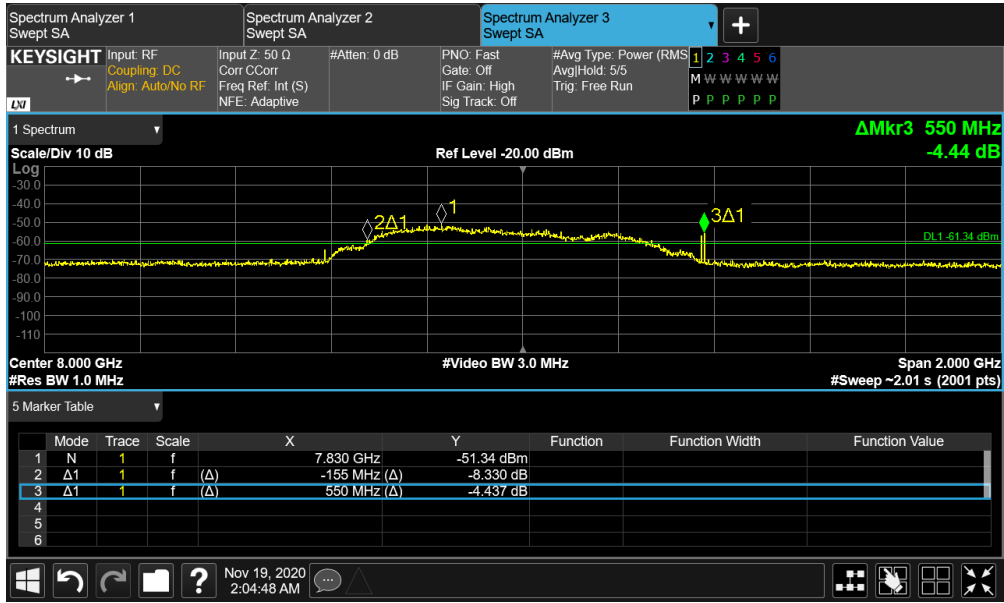 Spectrum Analyzer 1
Swept SA
Spectrum Analyzer 2
Swept SA
Spectrum Analyzer 3
Swept SA
▼
+
KEYSIGHT
LXI
Input: RF
Coupling: DC
Align: Auto/No RF
Input Z: 50 Ω
Corr CCorr
Freq Ref: Int (S)
NFE: Adaptive
#Atten: 0 dB
PNO: Fast
Gate: Off
IF Gain: High
Sig Track: Off
#Avg Type: Power (RMS
Avg|Hold: 5/5
Trig: Free Run
1 2 3 4 5 6
M W W W W W
P P P P P P
1 Spectrum ▼
ΔMkr3 550 MHz
-4.44 dB
Scale/Div 10 dB
Ref Level -20.00 dBm
Log
-30.0
-40.0
-50.0
-60.0
-70.0
-80.0
-90.0
-100
-110
2Δ1
1
3Δ1
DL1 -61.34 dBm
Center 8.000 GHz
#Video BW 3.0 MHz
Span 2.000 GHz
#Res BW 1.0 MHz
#Sweep ~2.01 s (2001 pts)
5 Marker Table ▼
Mode Trace Scale X Y Function Function Width Function Value
1 N 1 f 7.830 GHz -51.34 dBm
2 Δ1 1 f (Δ) -155 MHz (Δ) -8.330 dB
3 Δ1 1 f (Δ) 550 MHz (Δ) -4.437 dB
4
5
6
?
Nov 19, 2020
2:04:48 AM